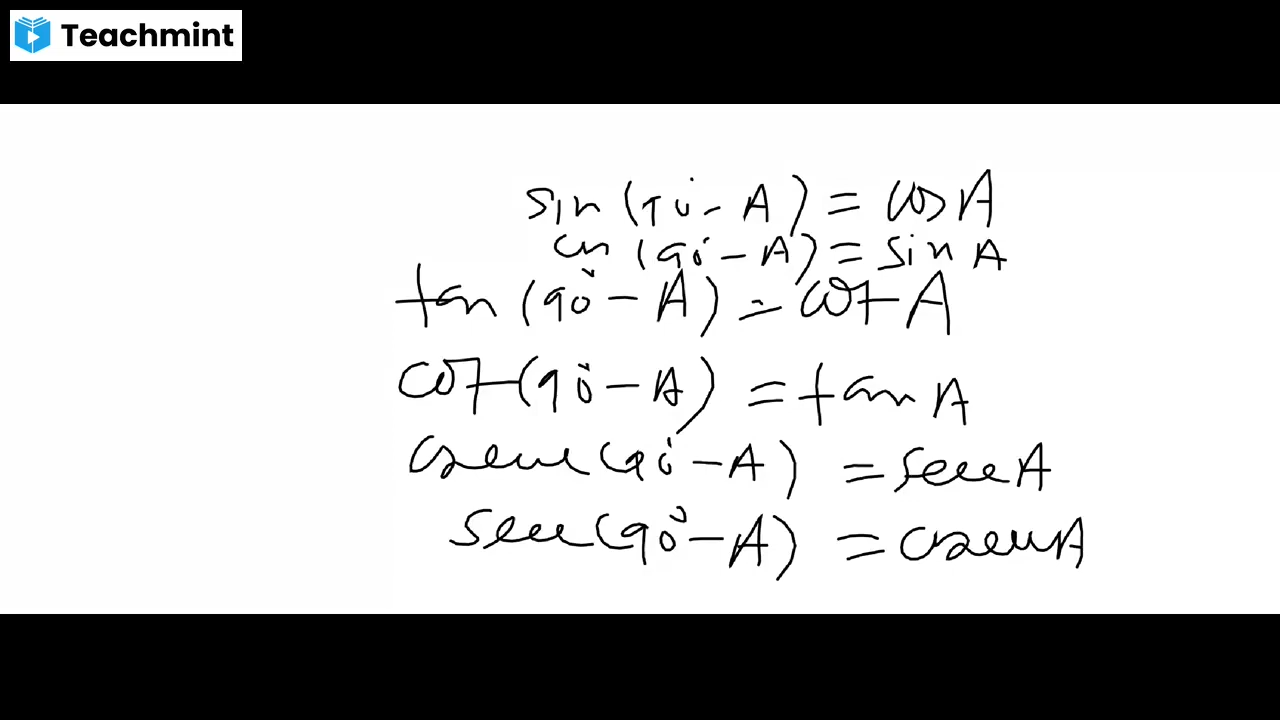 Teachmint
sin (90° - A) = cos A
cos (90° - A) = sin A
tan (90° - A) = cot A
cot (90° - A) = tan A
cosec (90° - A) = sec A
sec (90° - A) = cosec A